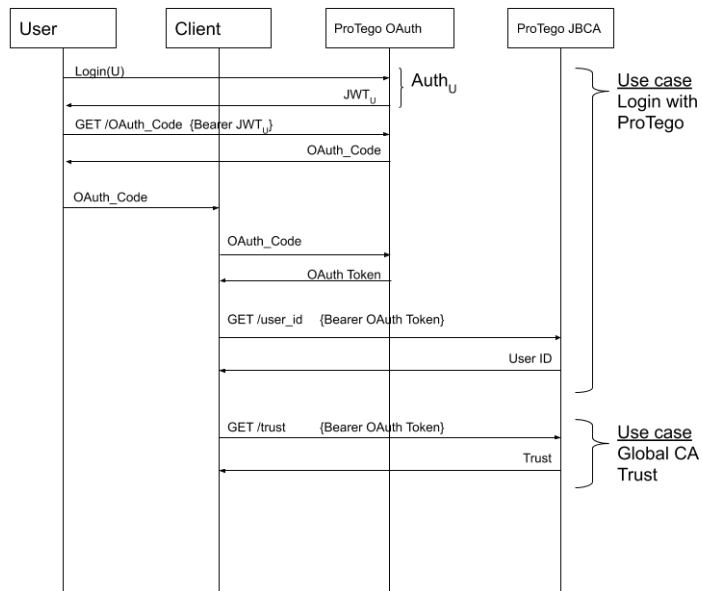 User
Client
ProTego OAuth
ProTego JBCA
Login(U)
JWTU
AuthU
Use case
Login with
ProTego
GET /OAuth_Code {Bearer JWTU}
OAuth_Code
OAuth_Code
OAuth_Code
OAuth Token
GET /user_id {Bearer OAuth Token}
User ID
GET /trust {Bearer OAuth Token}
Trust
Use case
Global CA
Trust